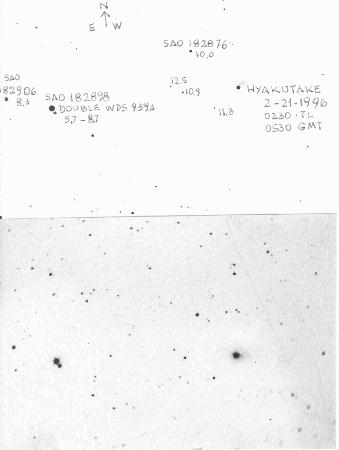 N
E W
SAO 182876
10.0
SAO
182906
8.3
SAO 182898
DOUBLE WDS 9394
5.7 - 8.7
12.5
10.9
11.3
HYAKUTAKE
2-21-1996
0230 TL
0530 GMT